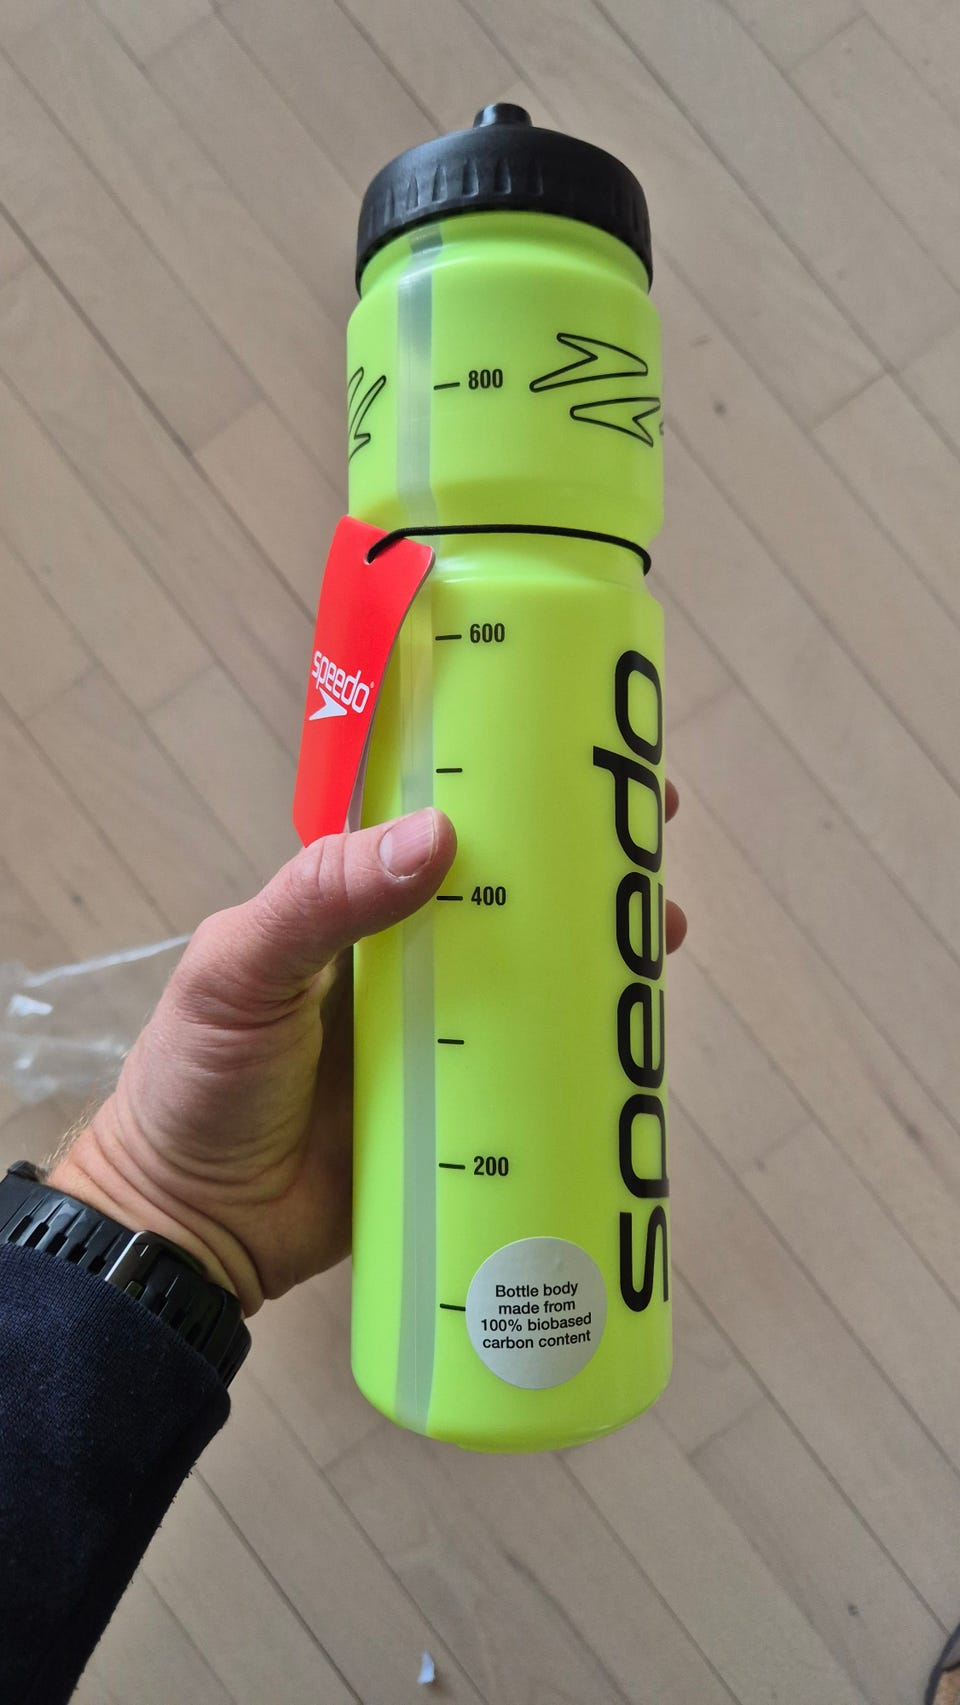 800
600
speedo
400
200
speedo
Bottle body
made from
100% biobased
carbon content